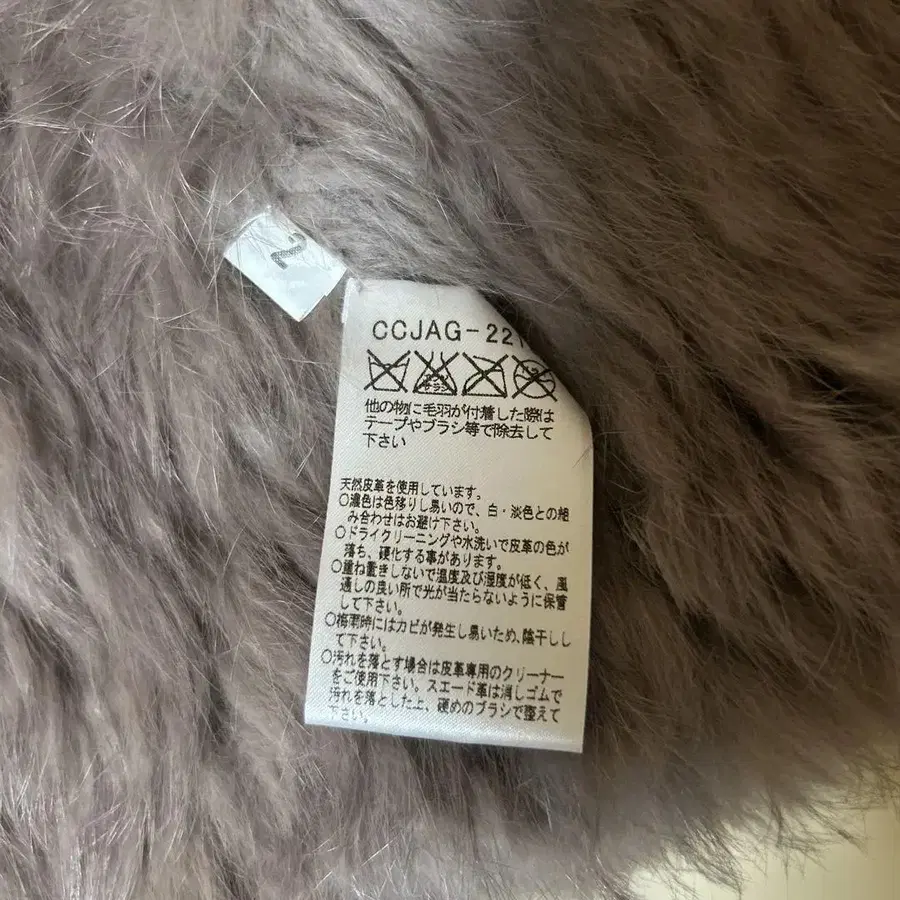 2
CCJAG-221
エンソ
サラシ
他の物に毛羽が付着した際は
テープやブラシ等で除去して
下さい
天然皮革を使用しています。
○濃色は色移りし易いので、白・淡色との組
み合わせはお避け下さい。
○ドライクリーニングや水洗いで皮革の色が
落ち、硬化する事があります。
○重ね置きしないで温度及び湿度が低く、風
通しの良い所で光が当たらないように保管
して下さい。
○梅雨時にはカビが発生し易いため、陰干しし
て下さい。
○汚れを落とす場合は皮革専用のクリーナー
をご使用下さい。スエード革は消しゴムで
汚れを落とした上、硬めのブラシで整えて
下さい。